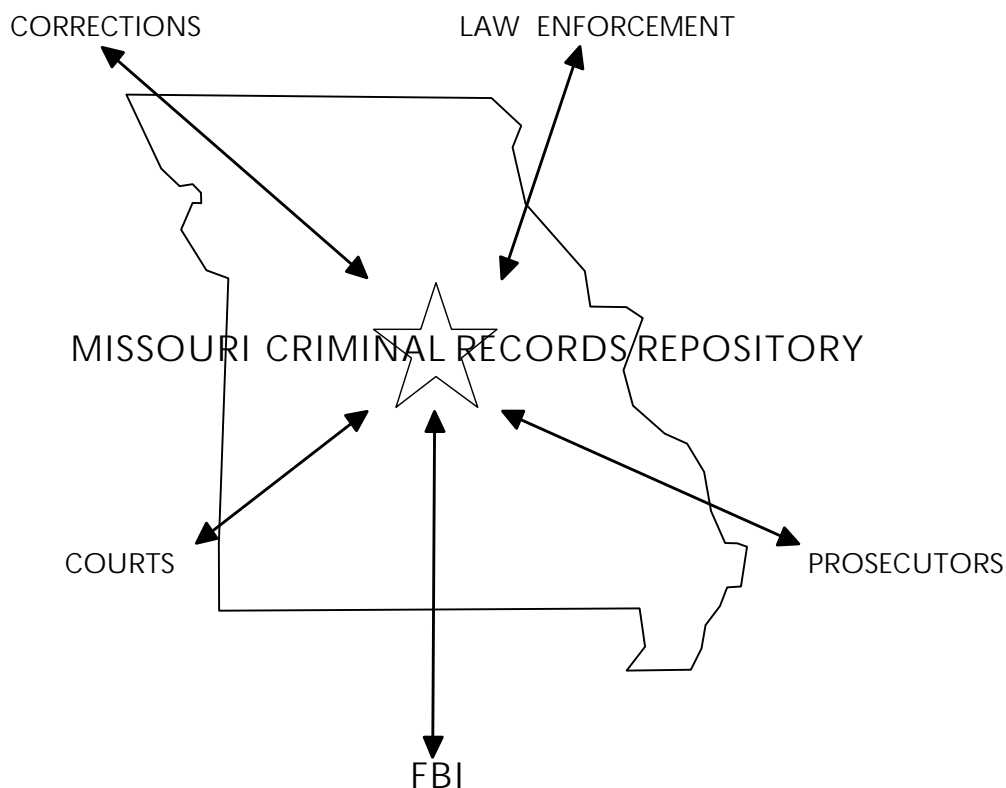 CORRECTIONS
LAW ENFORCEMENT
MISSOURI CRIMINAL RECORDS REPOSITORY
COURTS
PROSECUTORS
FBI